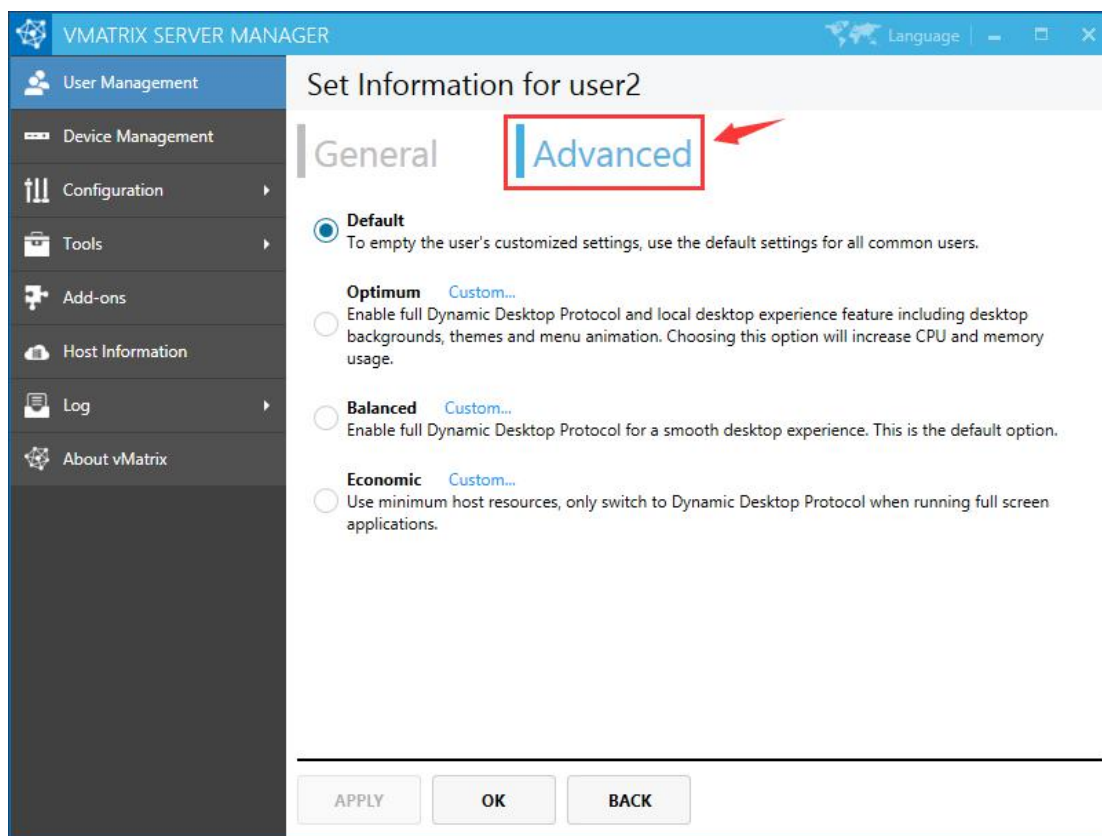 VMATRIX SERVER MANAGER
Language
User Management
Device Management
Configuration
Tools
Add-ons
Host Information
Log
About vMatrix
Set Information for user2
General
Advanced
Default
To empty the user's customized settings, use the default settings for all common users.
Optimum Custom...
Enable full Dynamic Desktop Protocol and local desktop experience feature including desktop
backgrounds, themes and menu animation. Choosing this option will increase CPU and memory
usage.
Balanced Custom...
Enable full Dynamic Desktop Protocol for a smooth desktop experience. This is the default option.
Economic Custom...
Use minimum host resources, only switch to Dynamic Desktop Protocol when running full screen
applications.
APPLY
OK
BACK